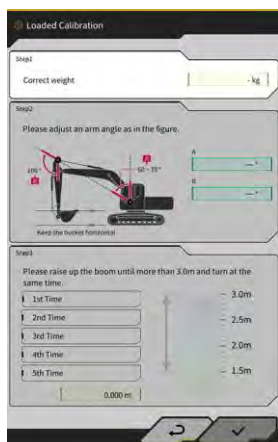 Loaded Calibration
Step1
Correct weight
- kg
Step2
Please adjust an arm angle as in the figure.
A
A
60 - 70°
---°
100°
B
B
---°
Keep the bucket horizontal
Step3
Please raise up the boom until more than 3.0m and turn at the
same time.
1st Time
3.0m
2nd Time
2.5m
3rd Time
2.0m
4th Time
5th Time
1.5m
0.000 m